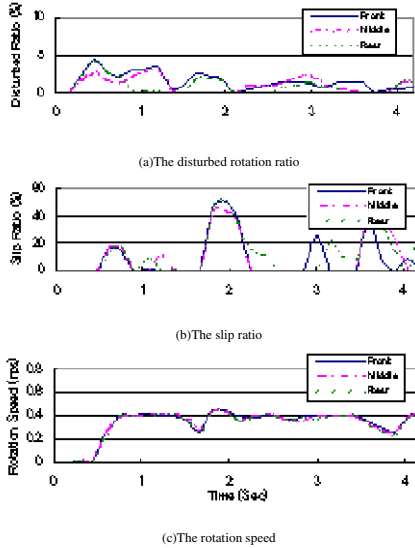 Disturbed Ratio (%)
10
5
0
Front
Middle
Rear
0 1 2 3 4
(a)The disturbed rotation ratio
Slip Ratio (%)
60
40
20
0
Front
Middle
Rear
0 1 2 3 4
(b)The slip ratio
Rotation Speed (rps)
0.8
0.6
0.4
0.2
0
Front
Middle
Rear
0 1 2 3 4
Time (Sec)
(c)The rotation speed